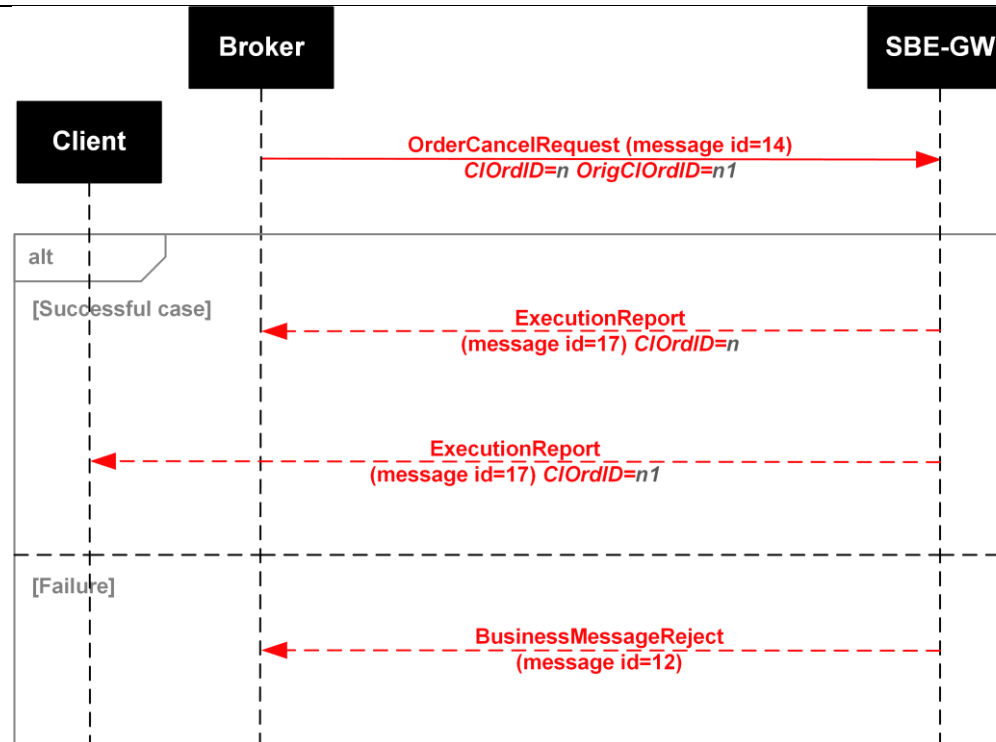 Broker
SBE-GW
Client
OrderCancelRequest (message id=14)
ClOrdID=n OrigClOrdID=n1
alt
[Successful case]
ExecutionReport
(message id=17) ClOrdID=n
ExecutionReport
(message id=17) ClOrdID=n1
[Failure]
BusinessMessageReject
(message id=12)